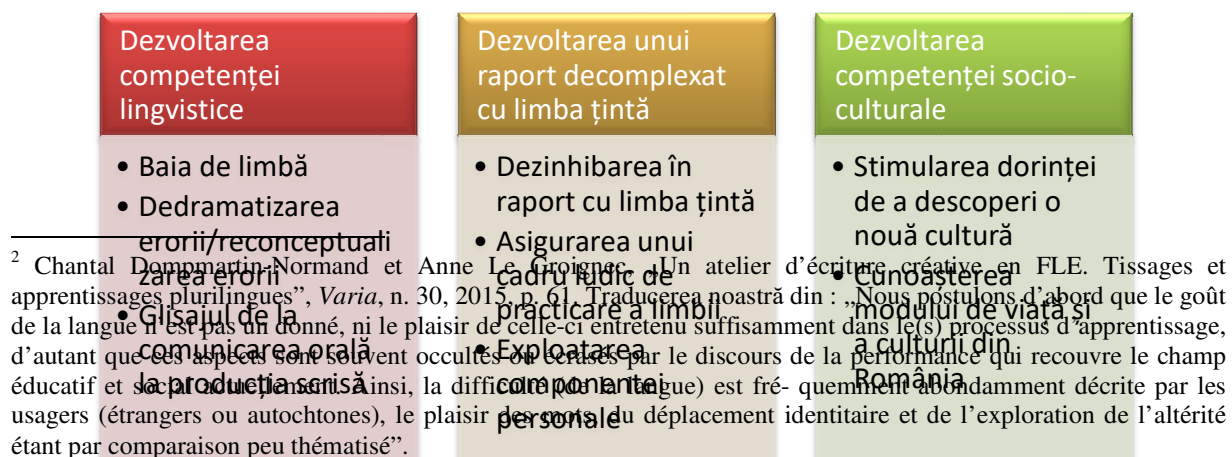 Dezvoltarea
competenței
lingvistice
• Baia de limbă
• Dedramatizarea
erorii/reconceptuali
zarea erorii
• Glisajul de la
comunicarea orală
la producția scrisă
Dezvoltarea unui
raport decomplexat
cu limba țintă
• Dezinhibarea în
raport cu limba țintă
• Asigurarea unui
cadru ludic de
practicare a limbii
• Exploatarea
componentei
personale
Dezvoltarea
competenței socio-
culturale
• Stimularea dorinței
de a descoperi o
nouă cultură
• Cunoașterea
modului de viață și
a culturii din
România
2 Chantal Dompmartin-Normand et Anne Le Groignec, „Un atelier d’écriture créative en FLE. Tissages et
apprentissages plurilingues”, Varia, n. 30, 2015, p. 61. Traducerea noastră din : „Nous postulons d’abord que le goût
de la langue n’est pas un donné, ni le plaisir de celle-ci entretenu suffisamment dans le(s) processus d’apprentissage,
d’autant que ces aspects sont souvent occultés ou écrasés par le discours de la performance qui recouvre le champ
éducatif et social actuellement. Ainsi, la difficulté (de la langue) est fré- quemment abondamment décrite par les
usagers (étrangers ou autochtones), le plaisir des mots, du déplacement identitaire et de l’exploration de l’altérité
étant par comparaison peu thématisé”.